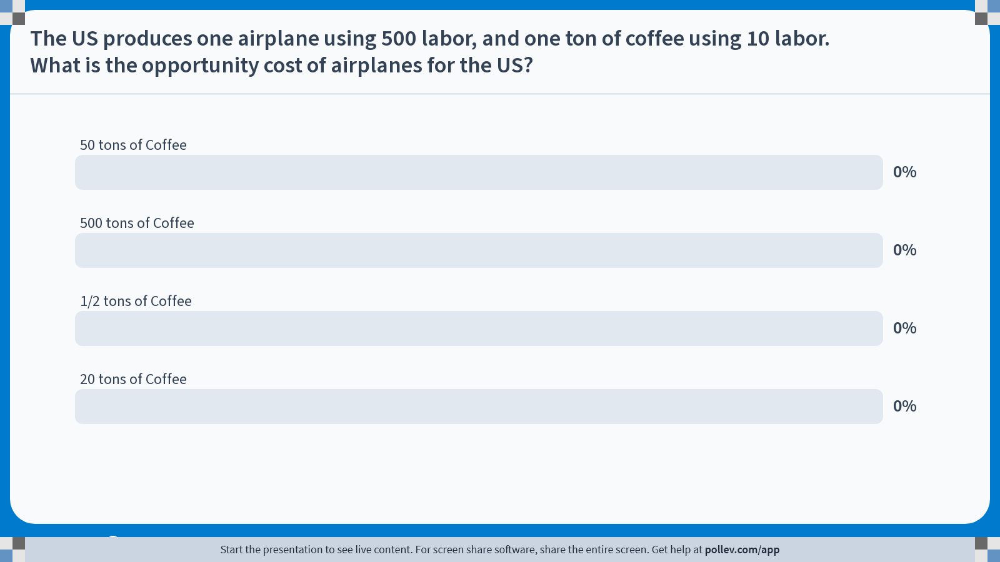 The US produces one airplane using 500 labor, and one ton of coffee using 10 labor.
What is the opportunity cost of airplanes for the US?
50 tons of Coffee
0%
500 tons of Coffee
0%
1/2 tons of Coffee
0%
20 tons of Coffee
0%
Start the presentation to see live content. For screen share software, share the entire screen. Get help at pollev.com/app